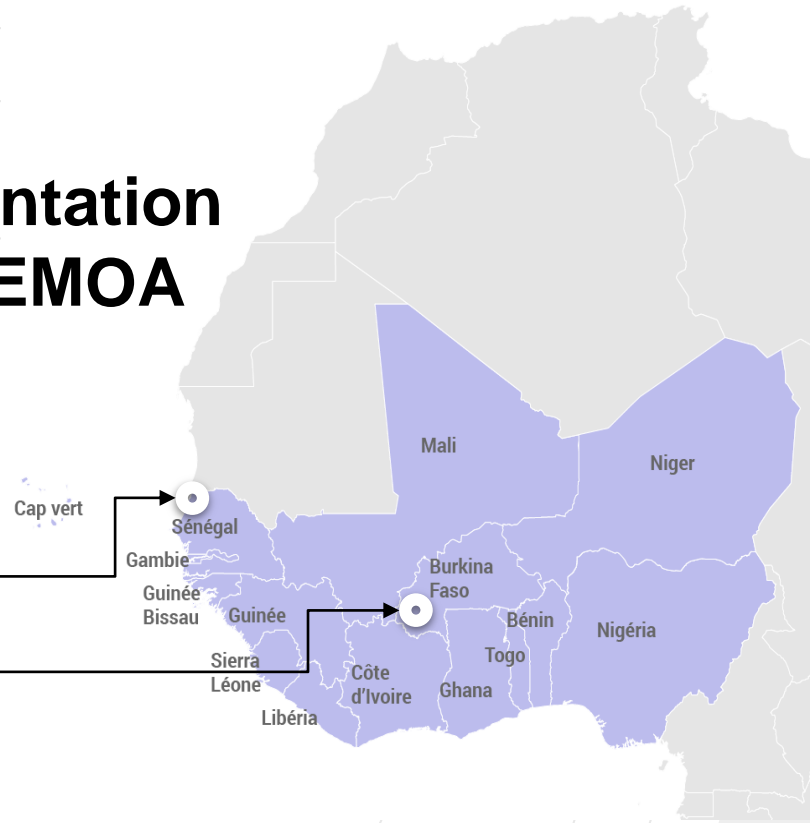 ntation
EMOA
Mali
Niger
Cap vert
Sénégal
Gambie
Burkina
Faso
Guinée
Bissau
Guinée
Bénin
Nigéria
Togo
Sierra
Léone
Côte
d'Ivoire
Ghana
Libéria